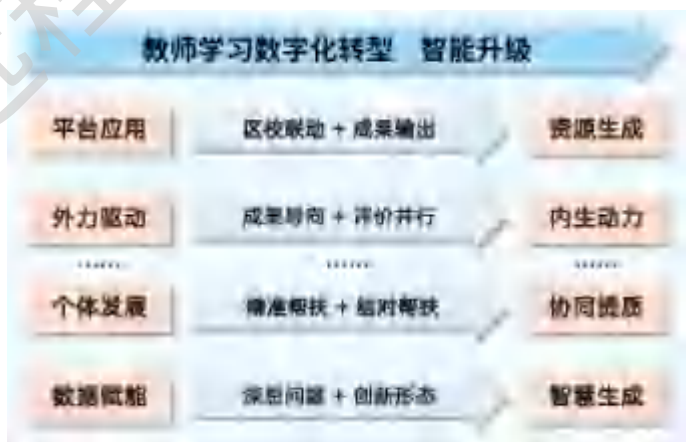 教师学习数字化转型 智能升级
平台应用 区校联动 + 成果输出 资源生成
外力驱动 成果导向 + 评价并行 内生动力
...... ...... ......
个体发展 精准帮扶 + 结对帮扶 协同提质
数据赋能 深思问题 + 创新形态 智慧生成